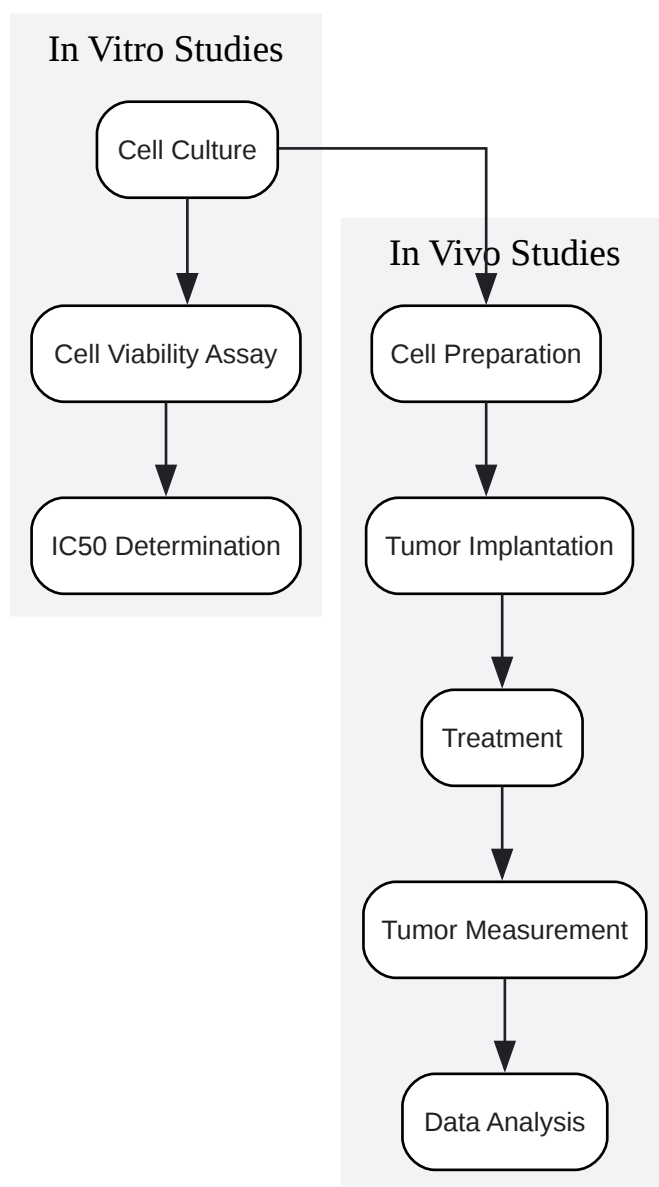 In Vitro Studies
Cell Culture
Cell Viability Assay
IC50 Determination
In Vivo Studies
Cell Preparation
Tumor Implantation
Treatment
Tumor Measurement
Data Analysis